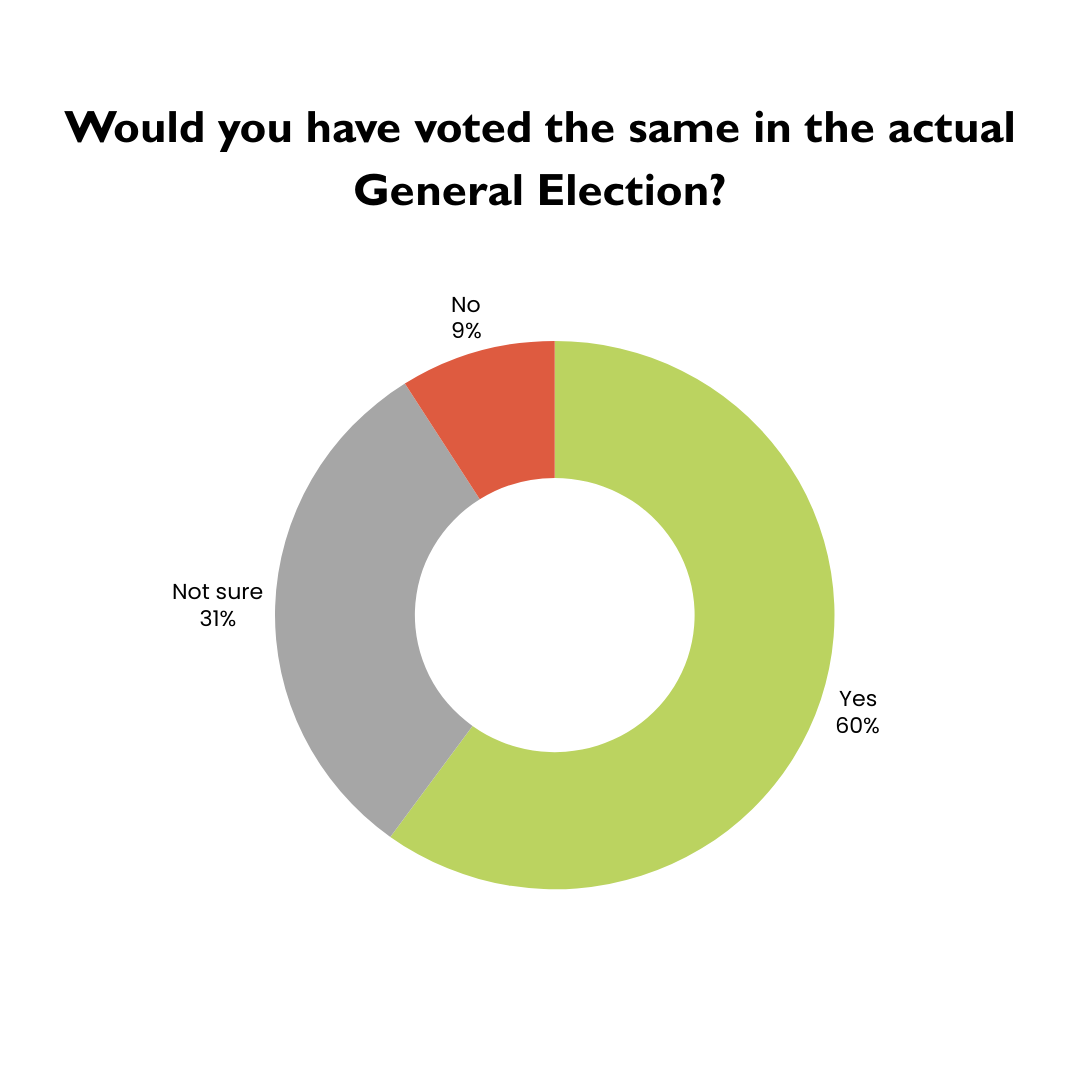 Would you have voted the same in the actual
General Election?
No
9%
Not sure
31%
Yes
60%